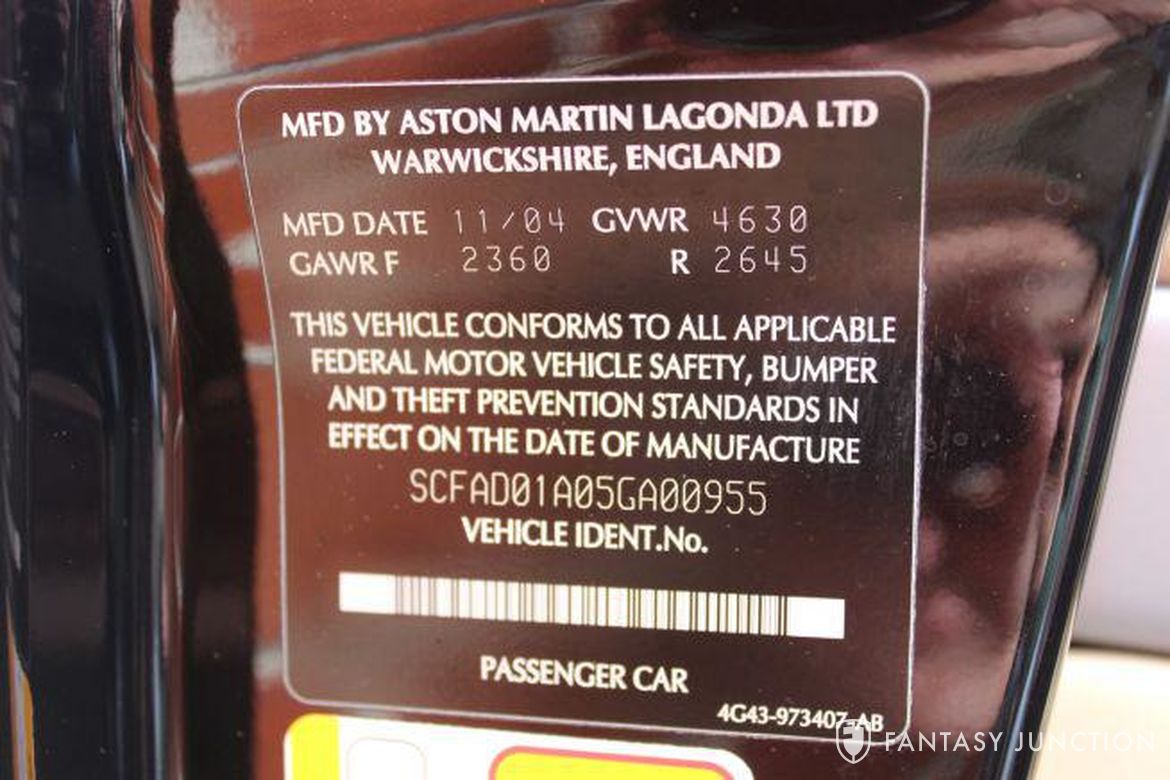 MFD BY ASTON MARTIN LAGONDA LTD
WARWICKSHIRE, ENGLAND
MFD DATE 11/04 GVWR 4630
GAWR F 2360 R 2645
THIS VEHICLE CONFORMS TO ALL APPLICABLE
FEDERAL MOTOR VEHICLE SAFETY, BUMPER
AND THEFT PREVENTION STANDARDS IN
EFFECT ON THE DATE OF MANUFACTURE
SCFAD01A05GA00955
VEHICLE IDENT.No.
PASSENGER CAR
4G43-973407-AB
FANTASY JUNCTION